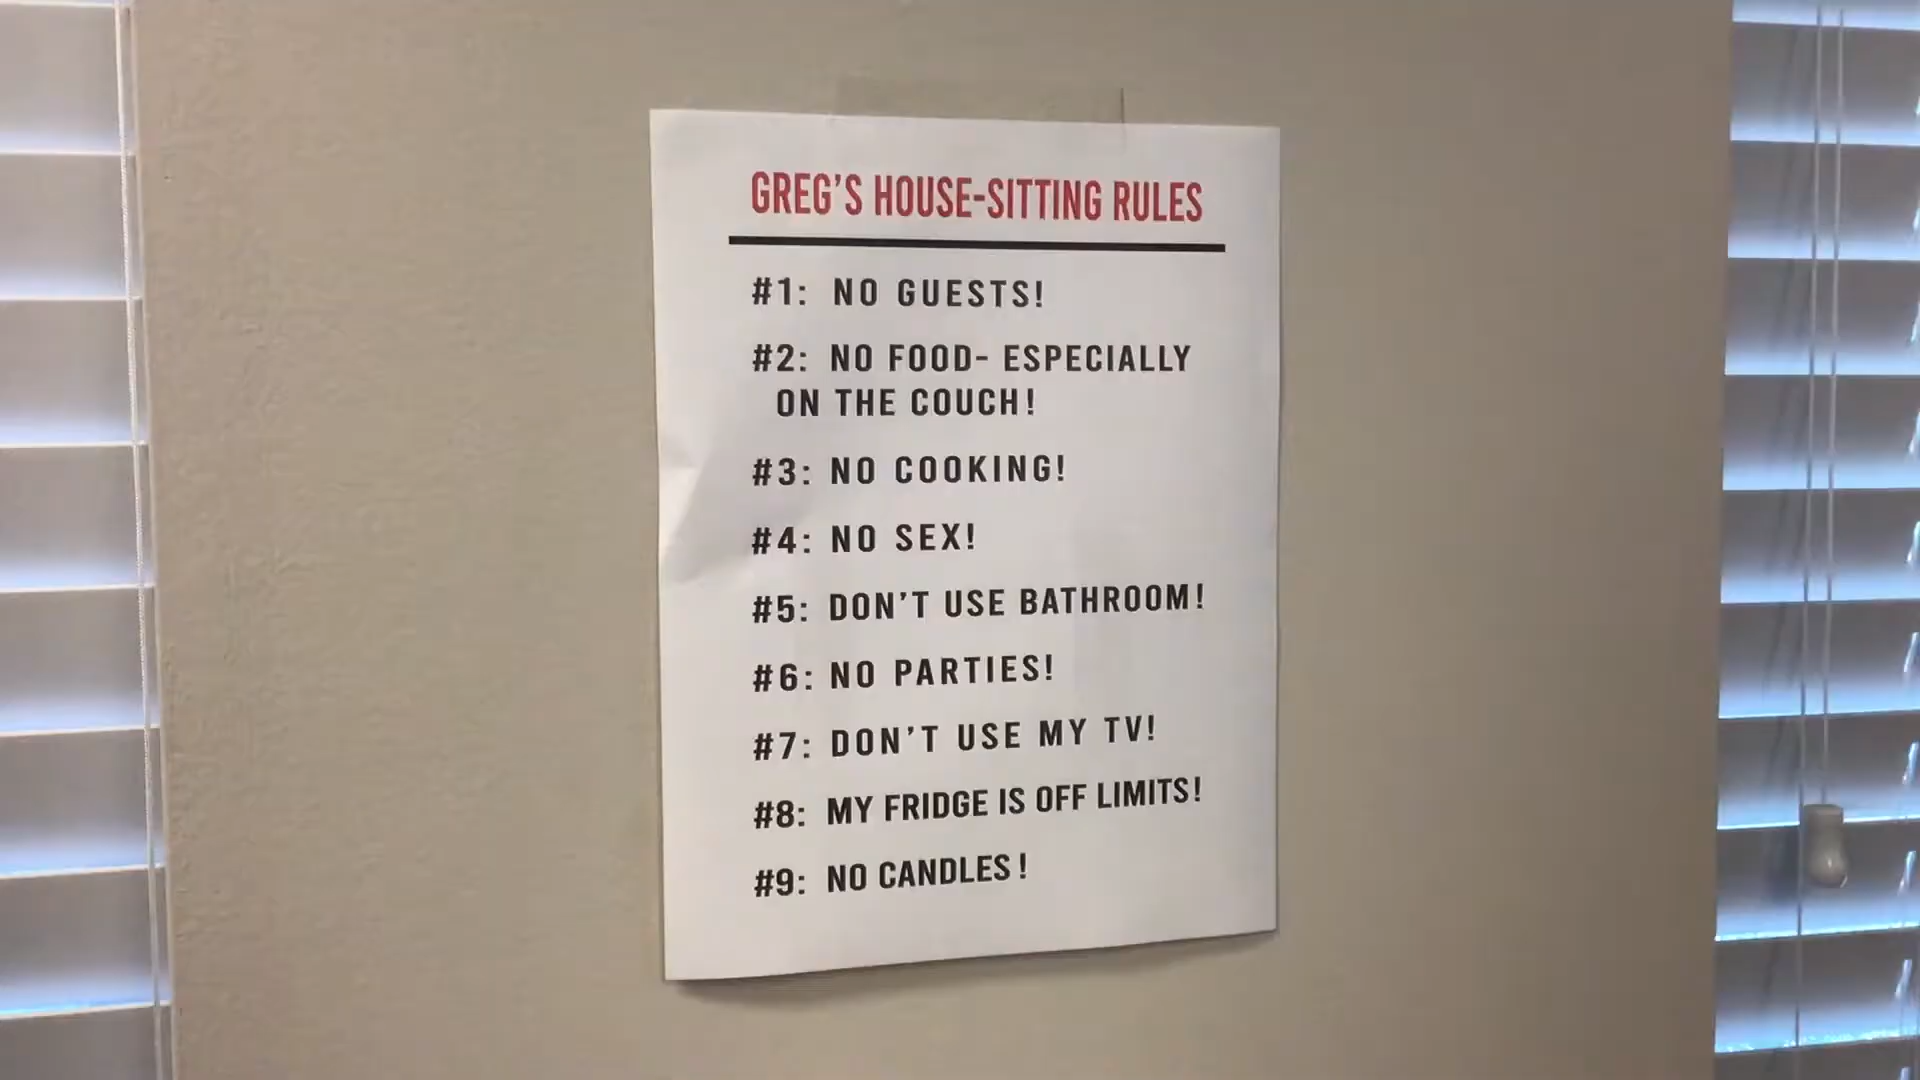 GREG'S HOUSE-SITTING RULES
#1: NO GUESTS!
#2: NO FOOD- ESPECIALLY
ON THE COUCH!
#3: NO COOKING!
#4: NO SEX!
#5: DON'T USE BATHROOM!
#6: NO PARTIES!
#7: DON'T USE MY TV!
#8: MY FRIDGE IS OFF LIMITS!
#9: NO CANDLES!